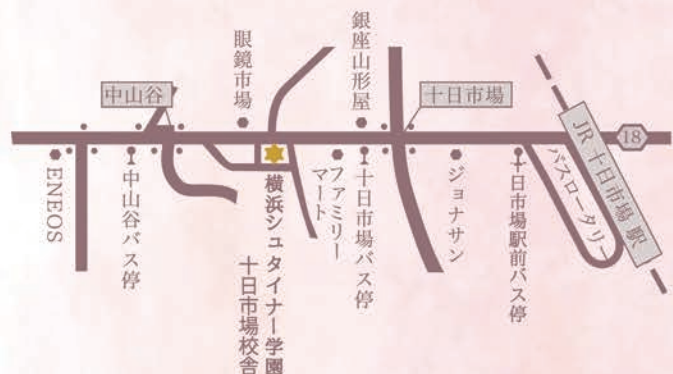 眼鏡市場
銀座山形屋
中山谷
十日市場
18
JR 十日市場 駅
ENEOS
中山谷バス停
横浜シュタイナー学園
十日市場校舎
ファミリー
マート
十日市場バス停
ジョナサン
十日市場駅前バス停
バスロータリー